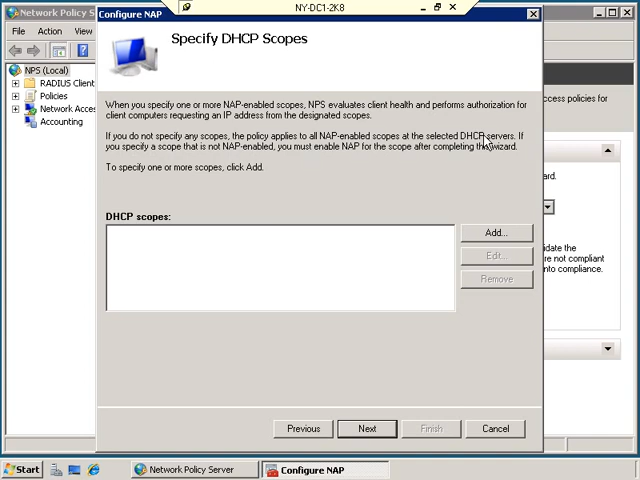 NY-DC1-2K8
Network Policy S
File Action View
NPS (Local)
RADIUS Client
Policies
Network Acces
Accounting
Configure NAP
Specify DHCP Scopes
When you specify one or more NAP-enabled scopes, NPS evaluates client health and performs authorization for
client computers requesting an IP address from the designated scopes.
If you do not specify any scopes, the policy applies to all NAP-enabled scopes at the selected DHCP servers. If
you specify a scope that is not NAP-enabled, you must enable NAP for the scope after completing the wizard.
To specify one or more scopes, click Add.
DHCP scopes:
Add...
Edit...
Remove
Previous Next Finish Cancel
ccess policies for
ard.
idate the
re not compliant
nto compliance.
Start Network Policy Server Configure NAP